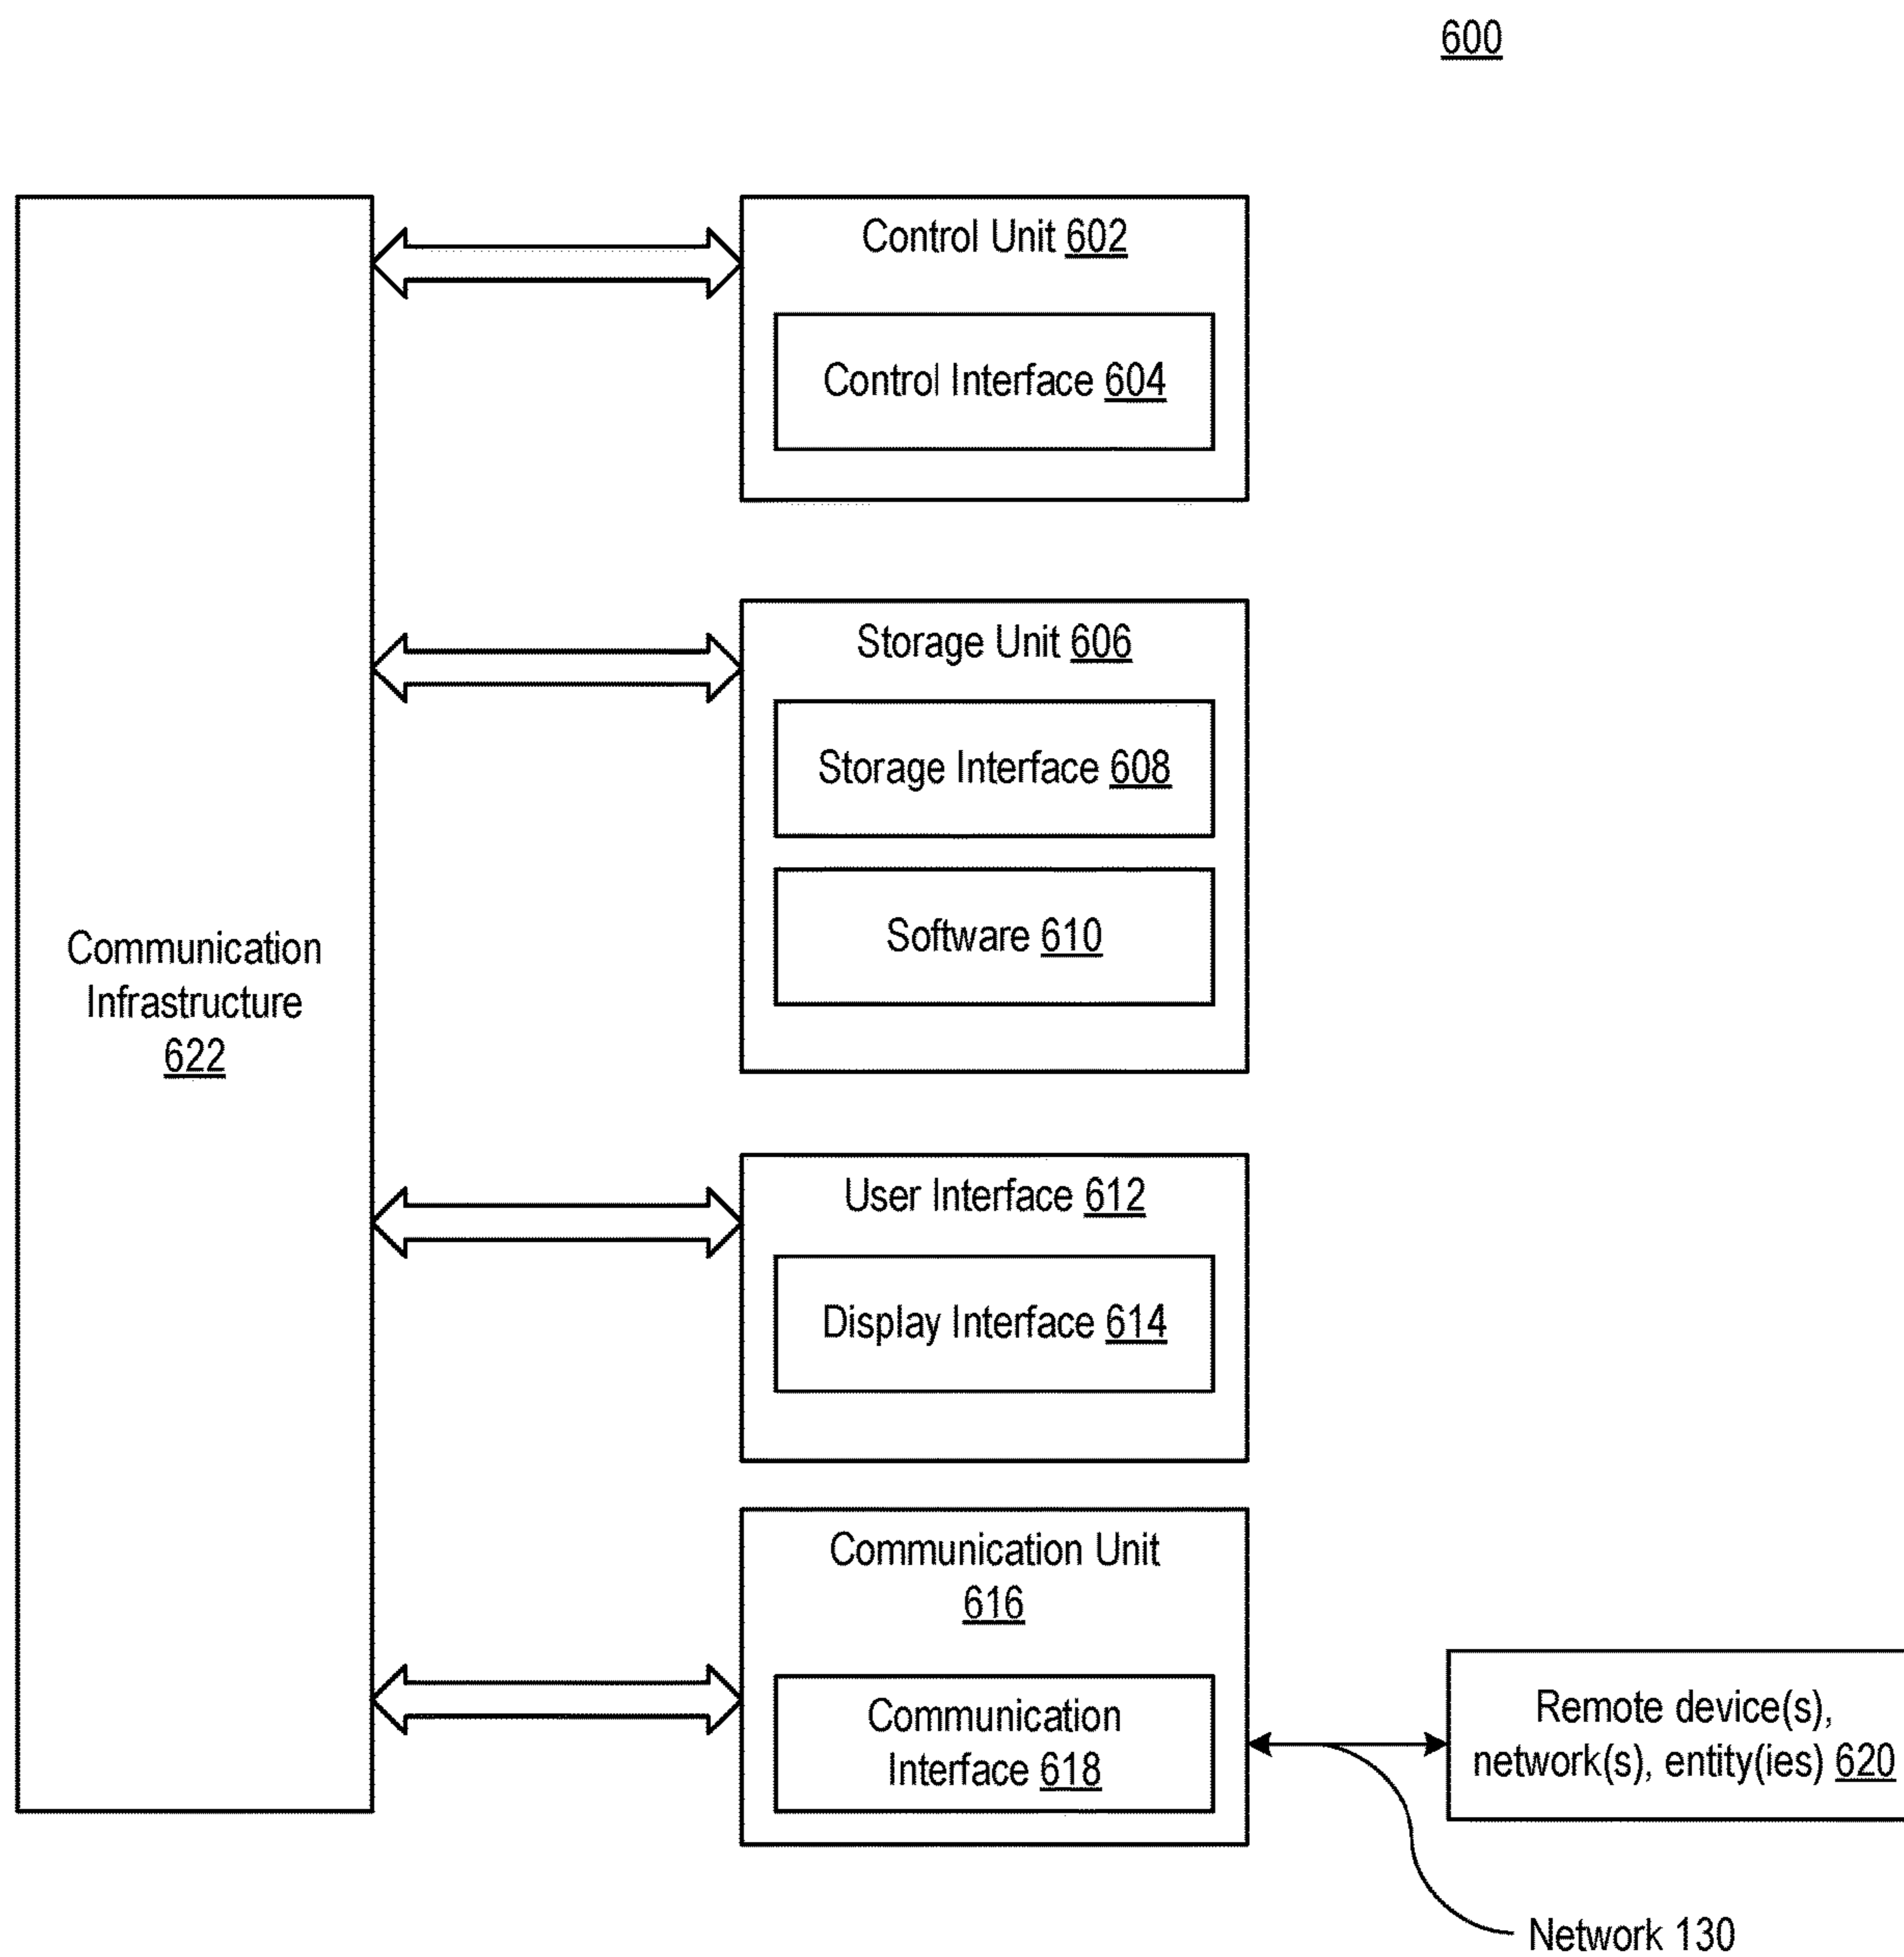 600
Control Unit 602
Control Interface 604
Storage Unit 606
Storage Interface 608
Software 610
Communication
Infrastructure
622
User Interface 612
Display Interface 614
Communication Unit
616
Communication
Interface 618
Remote device(s),
network(s), entity(ies) 620
Network 130